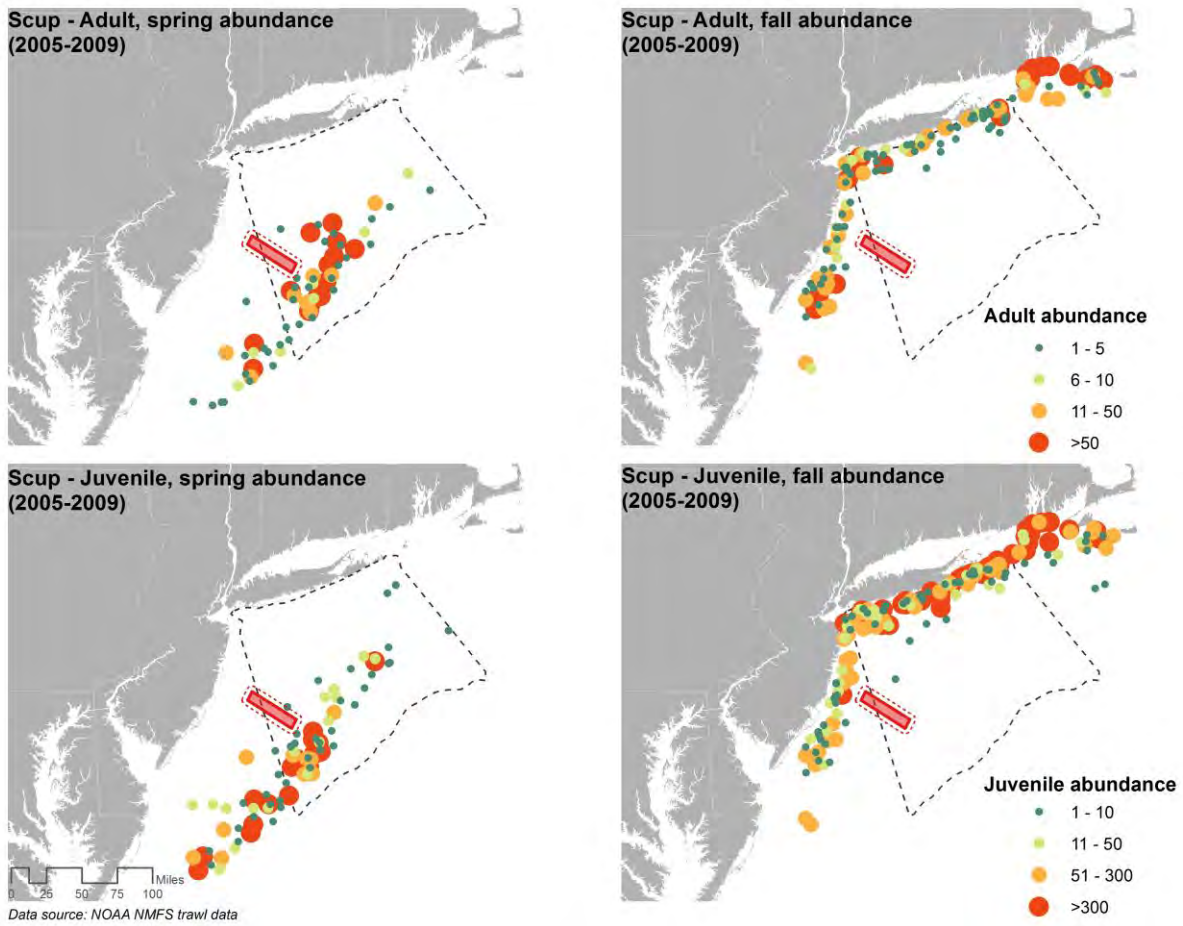 Scup - Adult, spring abundance
(2005-2009)
Scup - Adult, fall abundance
(2005-2009)
Adult abundance
1 - 5
6 - 10
11 - 50
>50
Scup - Juvenile, spring abundance
(2005-2009)
Miles
0 25 50 75 100
Data source: NOAA NMFS trawl data
Scup - Juvenile, fall abundance
(2005-2009)
Juvenile abundance
1 - 10
11 - 50
51 - 300
>300